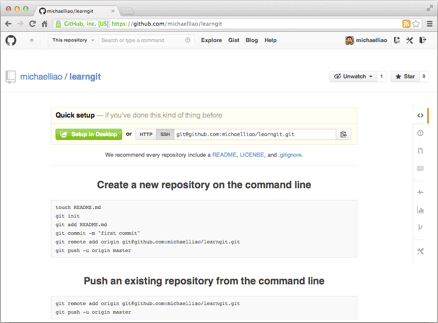 michaelliao/learngit
GitHub, Inc. [US] https://github.com/michaelliao/learngit
This repository Search or type a command Explore Gist Blog Help michaelliao
michaelliao / learngit Unwatch 1 Star 0
Quick setup — if you've done this kind of thing before
Setup in Desktop or HTTP SSH git@github.com:michaelliao/learngit.git
We recommend every repository include a README, LICENSE, and .gitignore.
Create a new repository on the command line
touch README.md
git init
git add README.md
git commit -m "first commit"
git remote add origin git@github.com:michaelliao/learngit.git
git push -u origin master
Push an existing repository from the command line
git remote add origin git@github.com:michaelliao/learngit.git
git push -u origin master